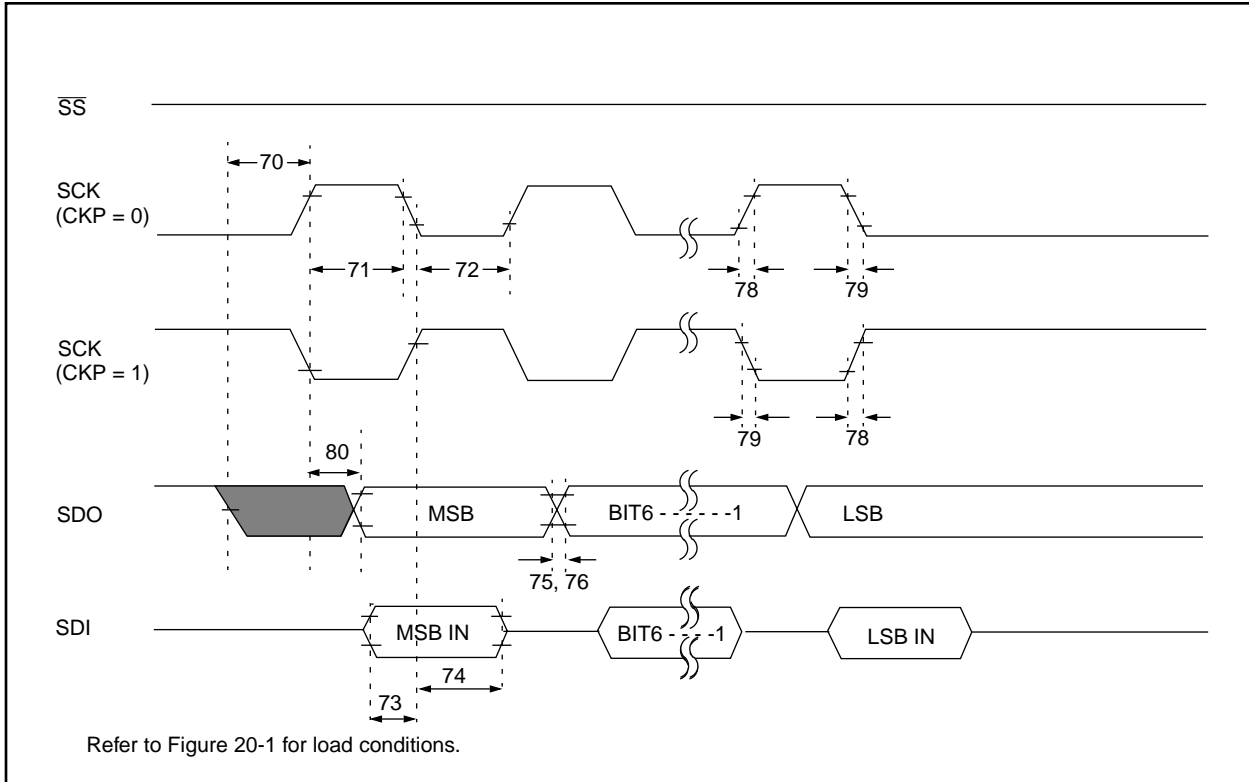 SS
70
SCK
(CKP = 0)
71
72
78
79
SCK
(CKP = 1)
79
78
80
SDO
MSB
BIT6 - - - - - -1
LSB
75, 76
SDI
MSB IN
BIT6 - - - - -1
LSB IN
74
73
Refer to Figure 20-1 for load conditions.